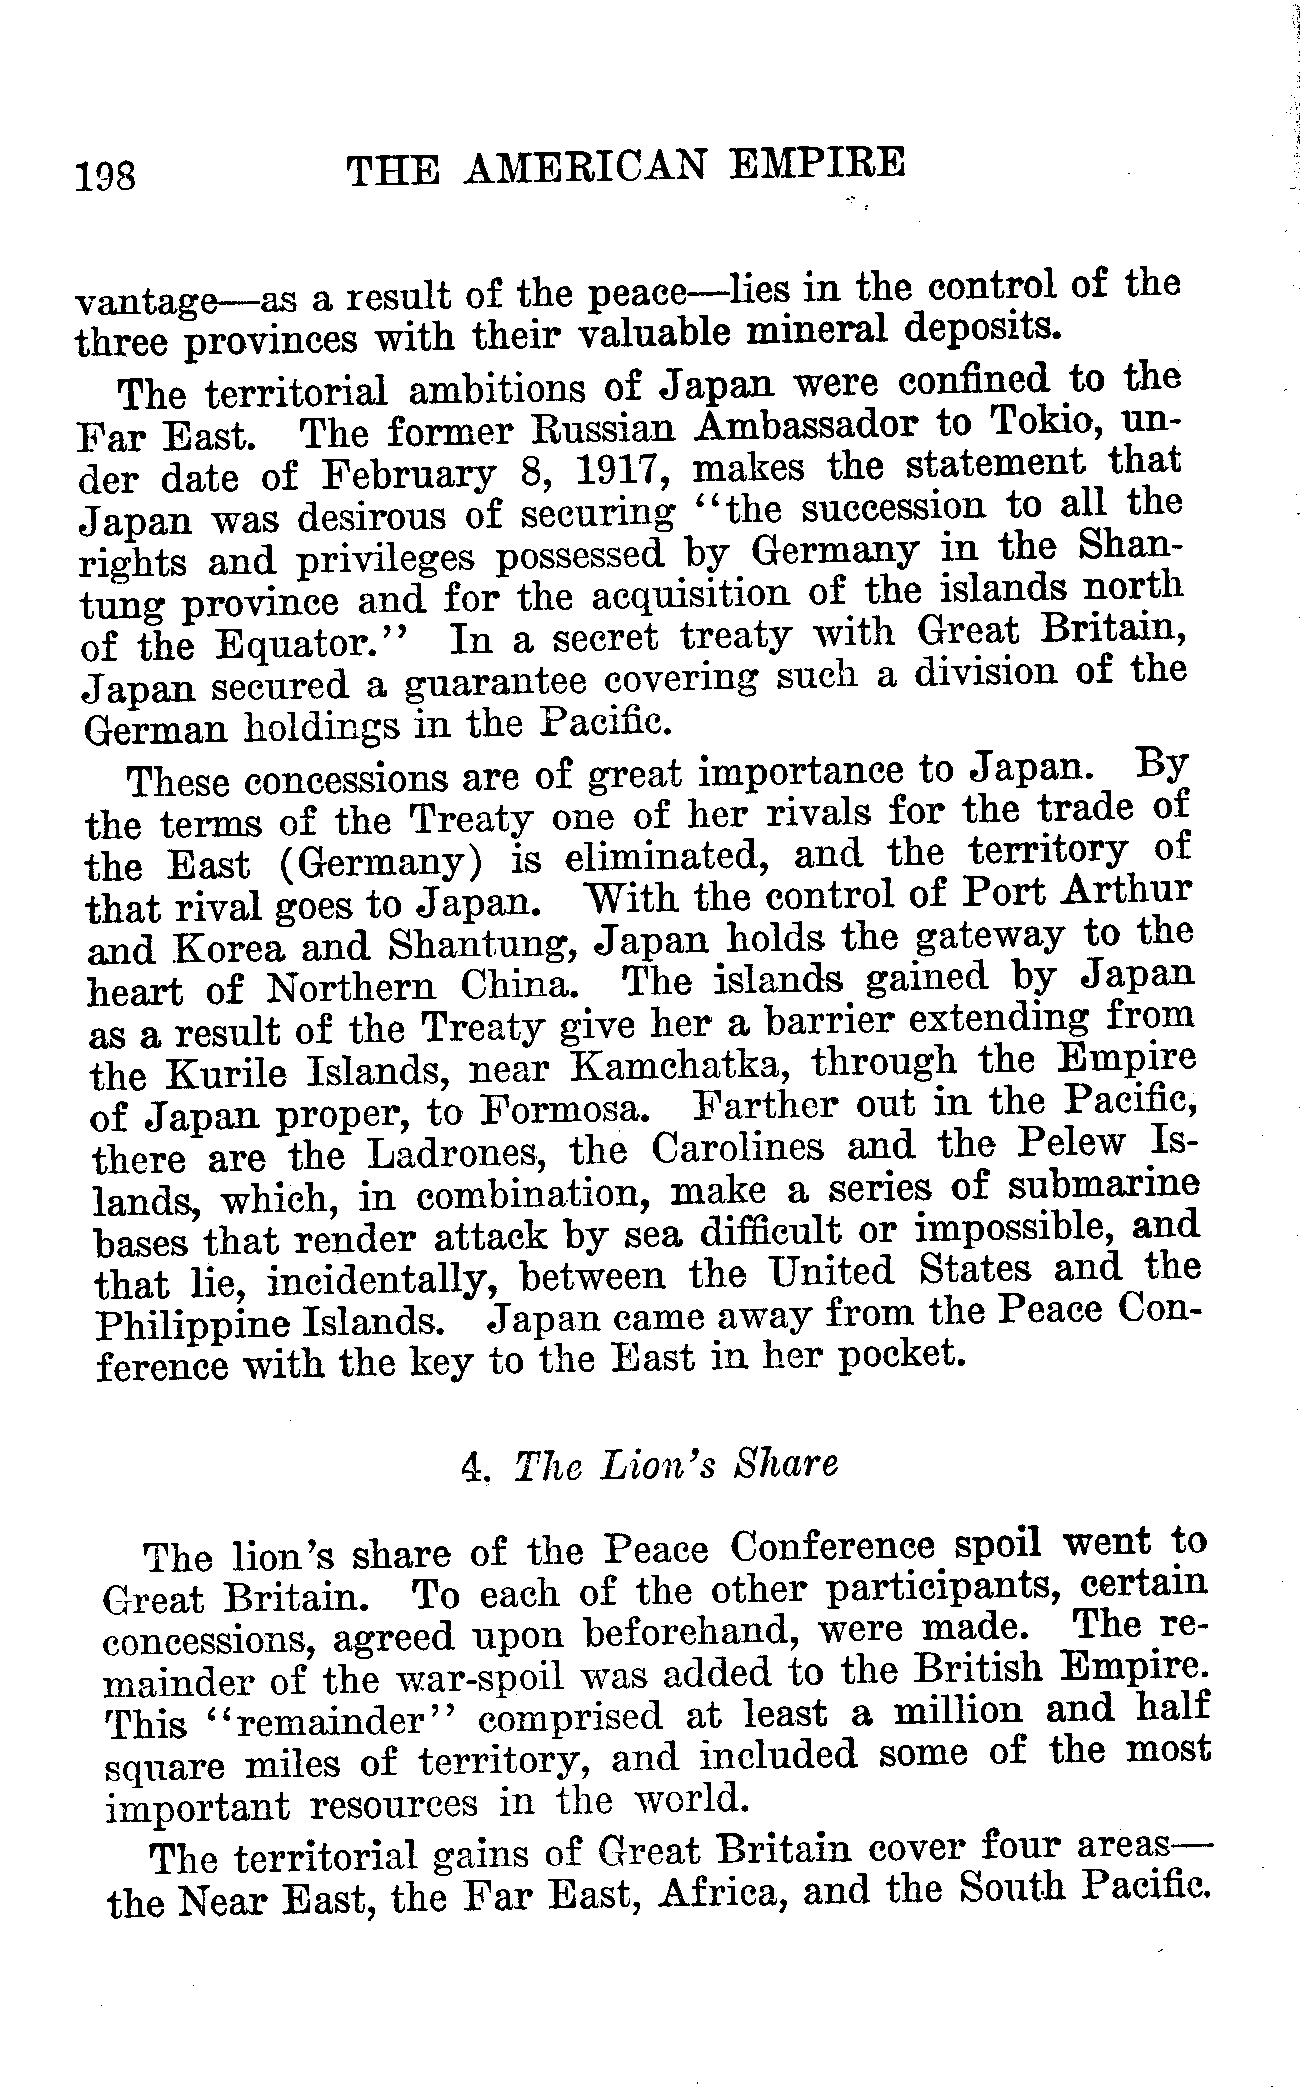 198 THE AMERICAN EMPIRE
vantage—as a result of the peace—lies in the control of the
three provinces with their valuable mineral deposits.
The territorial ambitions of Japan were confined to the
Far East. The former Russian Ambassador to Tokio, un-
der date of February 8, 1917, makes the statement that
Japan was desirous of securing "the succession to all the
rights and privileges possessed by Germany in the Shan-
tung province and for the acquisition of the islands north
of the Equator." In a secret treaty with Great Britain,
Japan secured a guarantee covering such a division of the
German holdings in the Pacific.
These concessions are of great importance to Japan. By
the terms of the Treaty one of her rivals for the trade of
the East (Germany) is eliminated, and the territory of
that rival goes to Japan. With the control of Port Arthur
and Korea and Shantung, Japan holds the gateway to the
heart of Northern China. The islands gained by Japan
as a result of the Treaty give her a barrier extending from
the Kurile Islands, near Kamchatka, through the Empire
of Japan proper, to Formosa. Farther out in the Pacific,
there are the Ladrones, the Carolines and the Pelew Is-
lands, which, in combination, make a series of submarine
bases that render attack by sea difficult or impossible, and
that lie, incidentally, between the United States and the
Philippine Islands. Japan came away from the Peace Con-
ference with the key to the East in her pocket.
4. The Lion's Share
The lion's share of the Peace Conference spoil went to
Great Britain. To each of the other participants, certain
concessions, agreed upon beforehand, were made. The re-
mainder of the war-spoil was added to the British Empire.
This "remainder" comprised at least a million and half
square miles of territory, and included some of the most
important resources in the world.
The territorial gains of Great Britain cover four areas—
the Near East, the Far East, Africa, and the South Pacific.